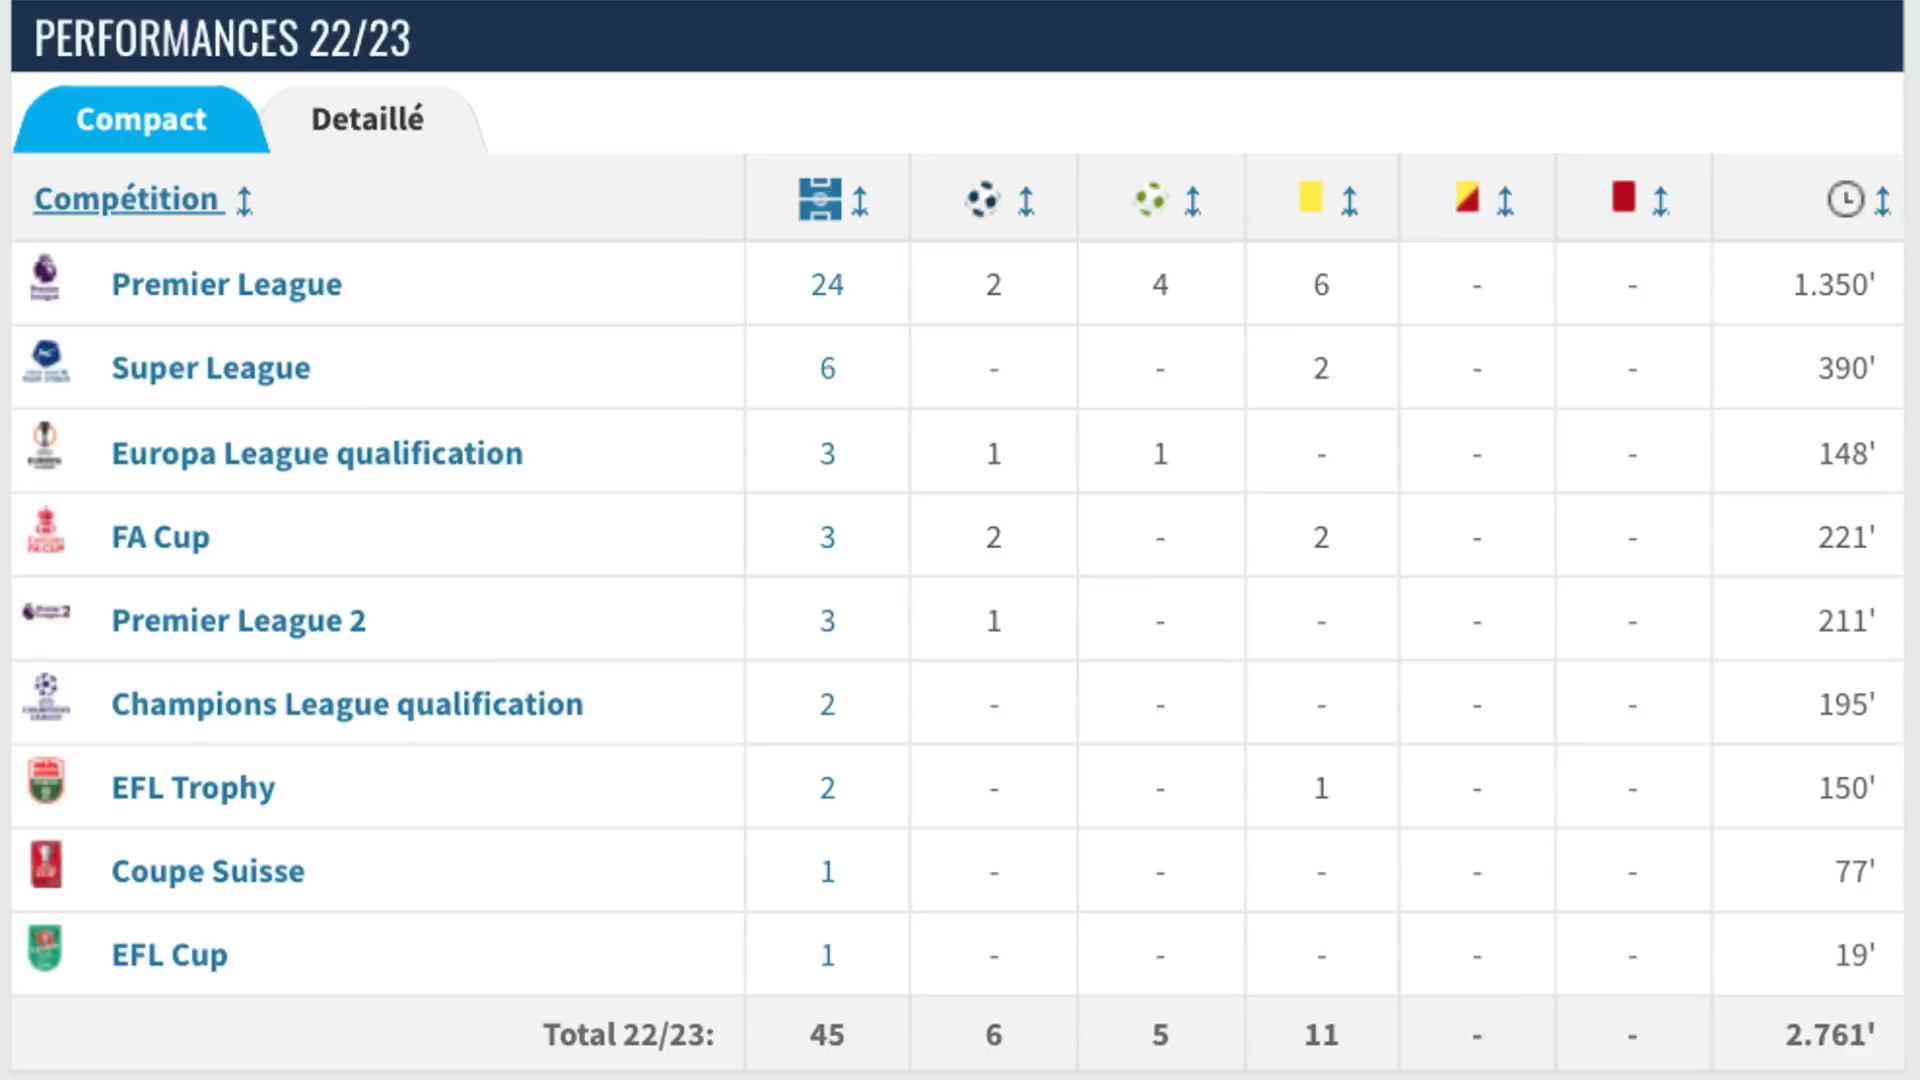 PERFORMANCES 22/23
Compact Detaillé
Compétition
Premier League 24 2 4 6 - - 1.350'
Super League 6 - - 2 - - 390'
Europa League qualification 3 1 1 - - - 148'
FA Cup 3 2 - 2 - - 221'
Premier League 2 3 1 - - - - 211'
Champions League qualification 2 - - - - - 195'
EFL Trophy 2 - - 1 - - 150'
Coupe Suisse 1 - - - - - 77'
EFL Cup 1 - - - - - 19'
Total 22/23: 45 6 5 11 - - 2.761'